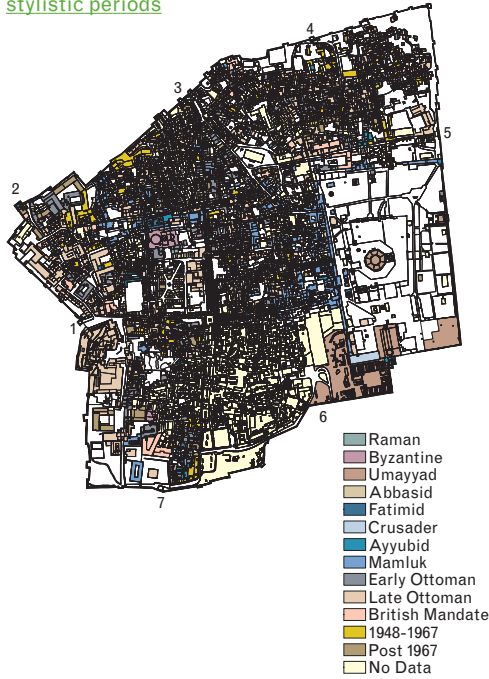 stylistic periods
4
3
5
2
1
6
7
Raman
Byzantine
Umayyad
Abbasid
Fatimid
Crusader
Ayyubid
Mamluk
Early Ottoman
Late Ottoman
British Mandate
1948-1967
Post 1967
No Data